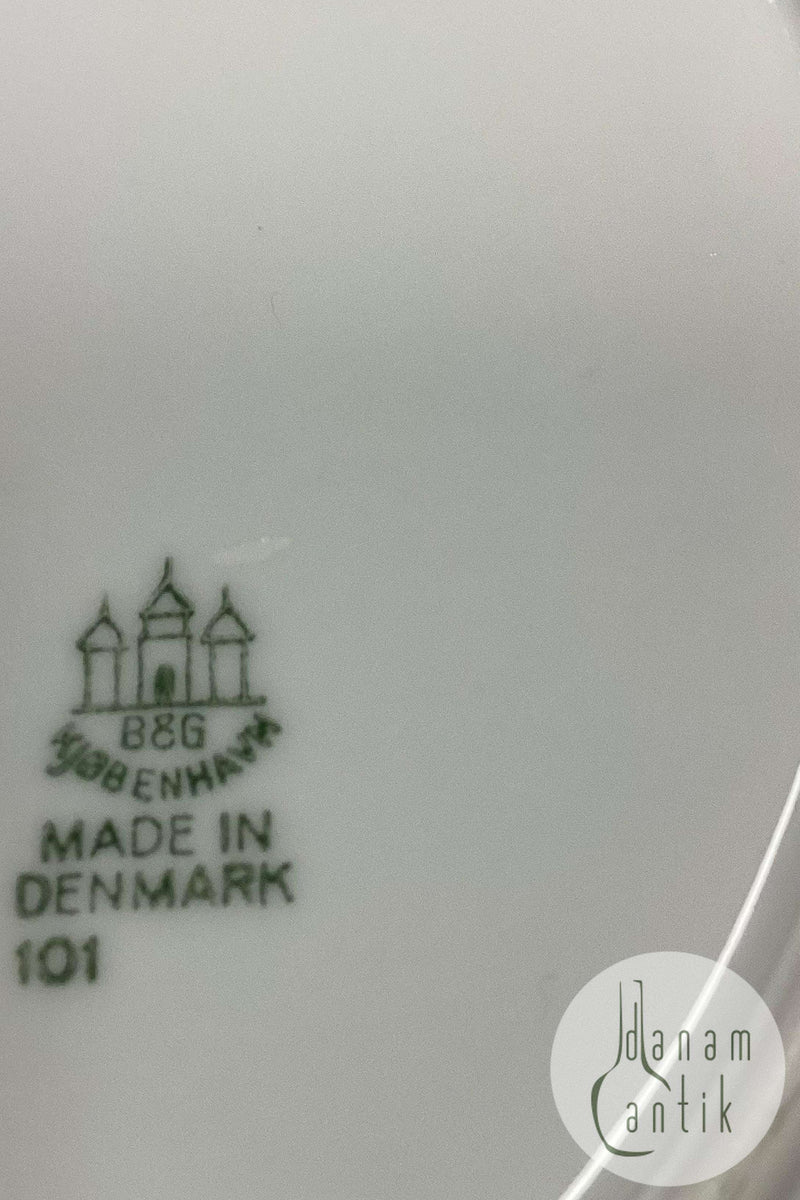 B&G
KJØBENHAVN
MADE IN
DENMARK
101
danam
antik